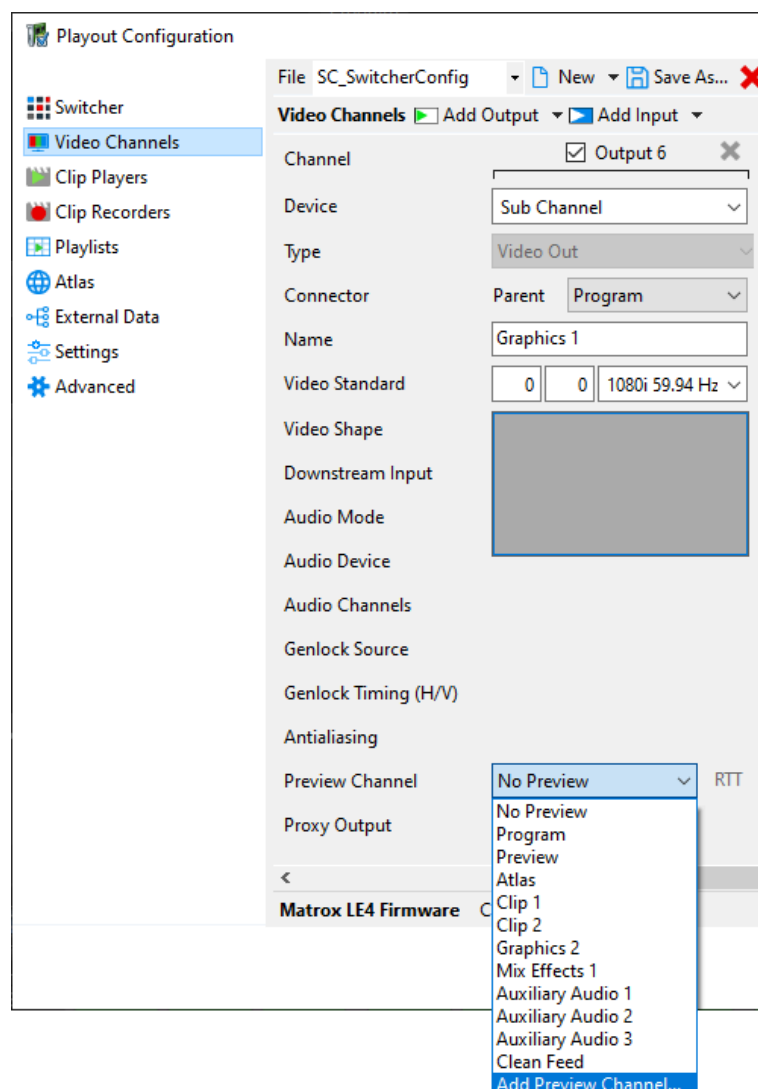 Playout Configuration
File SC_SwitcherConfig New Save As...
Switcher
Video Channels Add Output Add Input
Video Channels
Channel Output 6
Clip Players
Device Sub Channel
Clip Recorders
Type Video Out
Playlists
Atlas
Connector Parent Program
External Data
Name Graphics 1
Settings
Video Standard 0 0 1080i 59.94 Hz
Advanced
Video Shape
Downstream Input
Audio Mode
Audio Device
Audio Channels
Genlock Source
Genlock Timing (H/V)
Antialiasing
Preview Channel No Preview RTT
No Preview
Proxy Output
Program
Preview
Atlas
Clip 1
Matrox LE4 Firmware C
Clip 2
Graphics 2
Mix Effects 1
Auxiliary Audio 1
Auxiliary Audio 2
Auxiliary Audio 3
Clean Feed
Add Preview Channel...